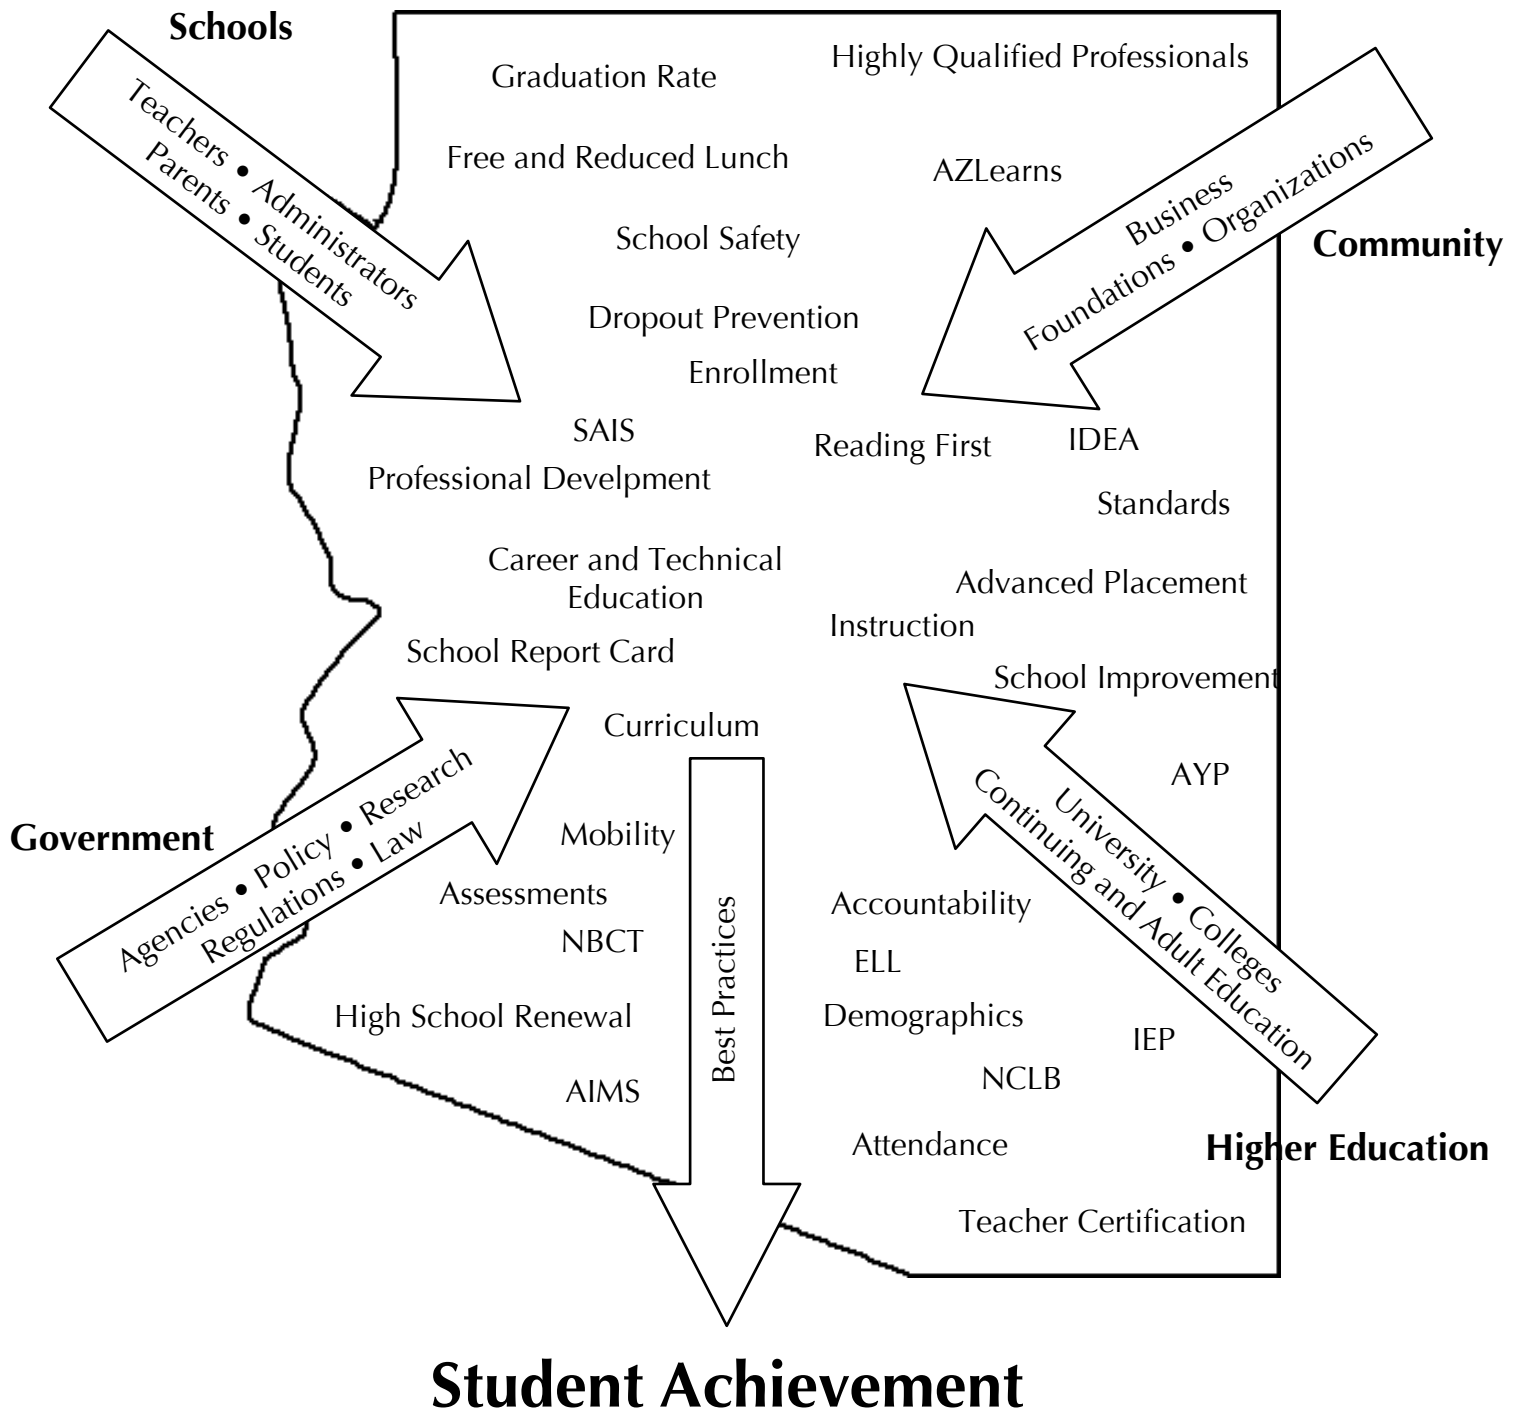 Schools
Highly Qualified Professionals
Graduation Rate
Teachers • Administrators
Parents • Students
Free and Reduced Lunch
AZLearns
Business
Foundations • Organizations
School Safety
Community
Dropout Prevention
Enrollment
SAIS
Reading First
IDEA
Professional Develpment
Standards
Career and Technical
Education
Advanced Placement
Instruction
School Report Card
School Improvement
Curriculum
AYP
Government
Agencies • Policy • Research
Regulations • Law
Mobility
University • Colleges
Continuing and Adult Education
Assessments
Accountability
NBCT
ELL
Best Practices
High School Renewal
Demographics
IEP
NCLB
AIMS
Attendance
Higher Education
Teacher Certification
Student Achievement